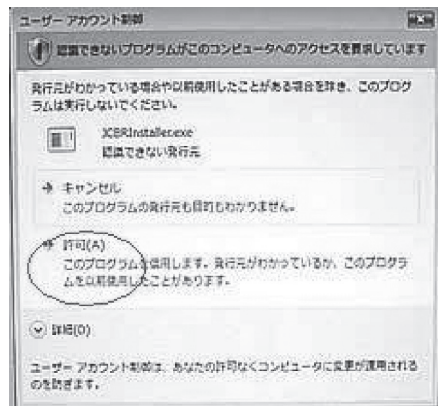 ユーザー アカウント制御
認識できないプログラムがこのコンピュータへのアクセスを要求しています
発行元がわかっている場合や以前使用したことがある場合を除き、このプログ
ラムは実行しないでください。
JCBRInstaller.exe
認識できない発行元
キャンセル
このプログラムの発行元も目的もわかりません。
許可(A)
このプログラムを信用します。発行元がわかっているか、このプログラ
ムを以前使用したことがあります。
詳細(D)
ユーザー アカウント制御は、あなたの許可なくコンピュータに変更が適用される
のを防ぎます。